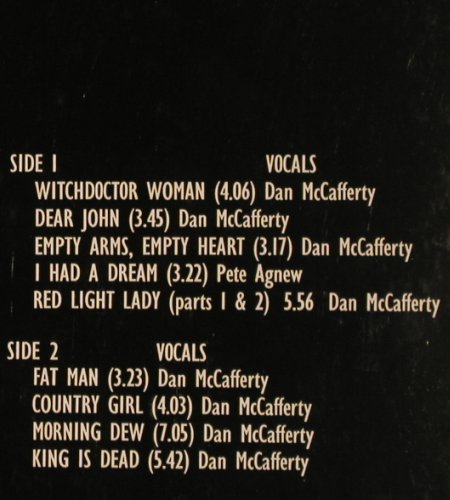 SIDE 1 VOCALS
WITCHDOCTOR WOMAN (4.06) Dan McCafferty
DEAR JOHN (3.45) Dan McCafferty
EMPTY ARMS, EMPTY HEART (3.17) Dan McCafferty
I HAD A DREAM (3.22) Pete Agnew
RED LIGHT LADY (parts 1 & 2) 5.56 Dan McCafferty
SIDE 2 VOCALS
FAT MAN (3.23) Dan McCafferty
COUNTRY GIRL (4.03) Dan McCafferty
MORNING DEW (7.05) Dan McCafferty
KING IS DEAD (5.42) Dan McCafferty